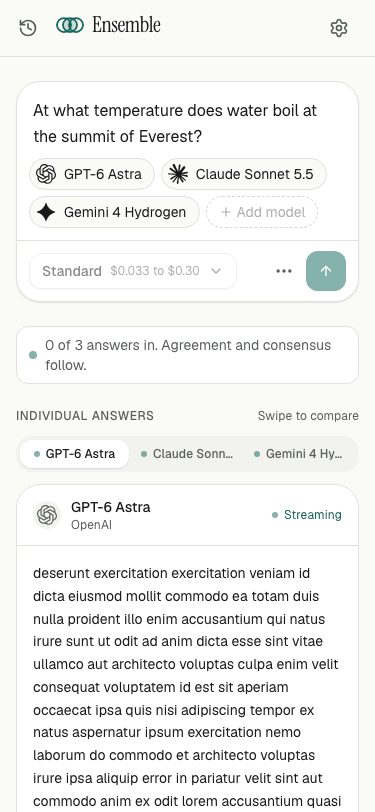 Ensemble
At what temperature does water boil at
the summit of Everest?
GPT-6 Astra
Claude Sonnet 5.5
Gemini 4 Hydrogen
+ Add model
Standard $0.033 to $0.30
0 of 3 answers in. Agreement and consensus
follow.
INDIVIDUAL ANSWERS
Swipe to compare
GPT-6 Astra
Claude Sonn...
Gemini 4 Hy...
GPT-6 Astra
OpenAI
Streaming
deserunt exercitation exercitation veniam id
dicta eiusmod mollit commodo ea totam duis
nulla proident illo enim accusantium qui natus
irure sunt ut odit ad anim dicta esse sint vitae
ullamco aut architecto voluptas culpa enim velit
consequat voluptatem id est sit aperiam
occaecat ipsa quis nisi adipiscing tempor ex
natus aspernatur ipsum exercitation nemo
laborum do commodo et architecto voluptas
irure ipsa aliquip error in pariatur velit sint aut
commodo anim ex odit lorem accusantium quasi